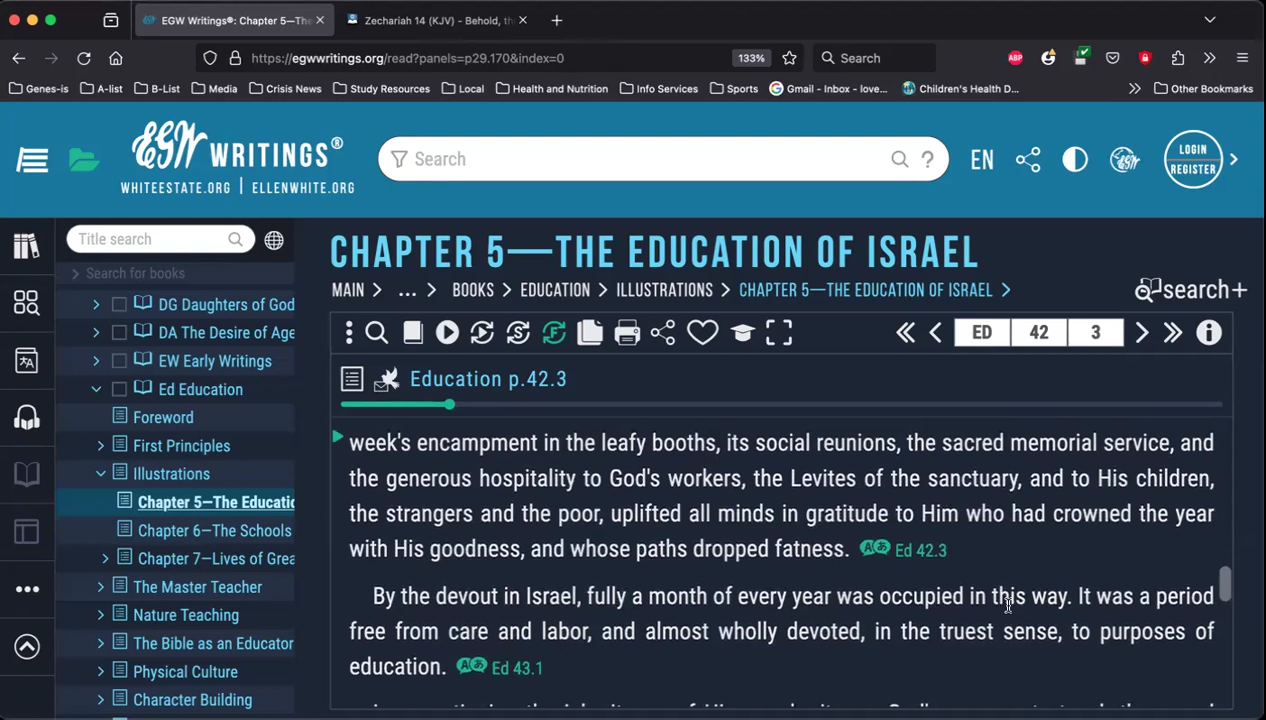 EGW Writings®: Chapter 5—The
Zechariah 14 (KJV) - Behold, th
https://egwwritings.org/read?panels=p29.170&index=0
133%
Search
ABP
Genes-is
A-list
B-List
Media
Crisis News
Study Resources
Local
Health and Nutrition
Info Services
Sports
Gmail - Inbox - love...
Children's Health D...
Other Bookmarks
EGW WRITINGS®
WHITEESTATE.ORG | ELLENWHITE.ORG
Search
?
EN
LOGIN
REGISTER
Title search
Search for books
DG Daughters of God
DA The Desire of Age
EW Early Writings
Ed Education
Foreword
First Principles
Illustrations
Chapter 5—The Educatio
Chapter 6—The Schools
Chapter 7—Lives of Grea
The Master Teacher
Nature Teaching
The Bible as an Educator
Physical Culture
Character Building
CHAPTER 5—THE EDUCATION OF ISRAEL
MAIN > ... > BOOKS > EDUCATION > ILLUSTRATIONS > CHAPTER 5—THE EDUCATION OF ISRAEL >
search+
ED 42 3
Education p.42.3
week's encampment in the leafy booths, its social reunions, the sacred memorial service, and
the generous hospitality to God's workers, the Levites of the sanctuary, and to His children,
the strangers and the poor, uplifted all minds in gratitude to Him who had crowned the year
with His goodness, and whose paths dropped fatness. Ed 42.3
By the devout in Israel, fully a month of every year was occupied in this way. It was a period
free from care and labor, and almost wholly devoted, in the truest sense, to purposes of
education. Ed 43.1